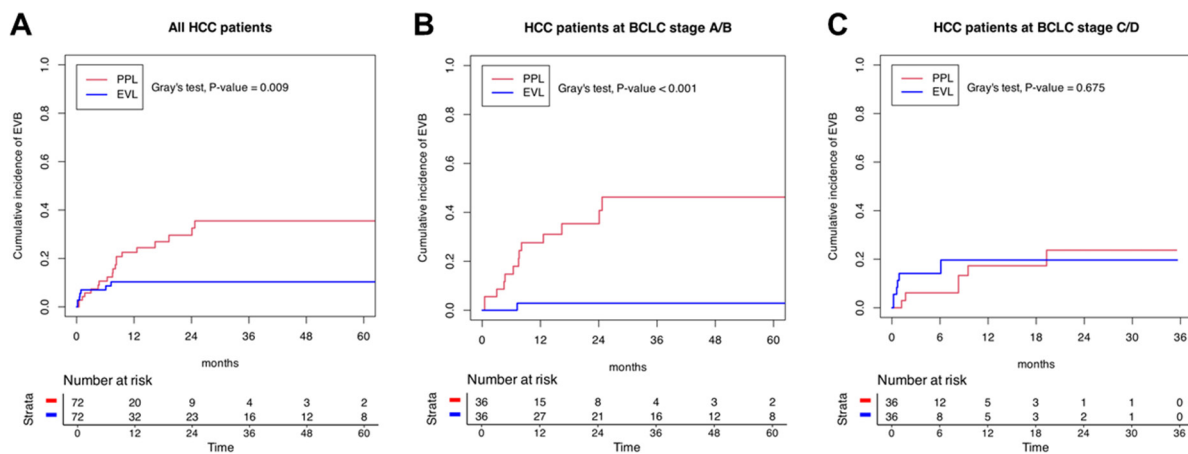 A
All HCC patients
Cumulative incidence of EVB
1.0
0.8
0.6
0.4
0.2
0.0
PPL
EVL
Gray's test, P-value = 0.009
0 12 24 36 48 60
months
Number at risk
Strata
72 20 9 4 3 2
72 32 23 16 12 8
0 12 24 36 48 60
Time
B
HCC patients at BCLC stage A/B
Cumulative incidence of EVB
1.0
0.8
0.6
0.4
0.2
0.0
PPL
EVL
Gray's test, P-value < 0.001
0 12 24 36 48 60
months
Number at risk
Strata
36 15 8 4 3 2
36 27 21 16 12 8
0 12 24 36 48 60
Time
C
HCC patients at BCLC stage C/D
Cumulative incidence of EVB
1.0
0.8
0.6
0.4
0.2
0.0
PPL
EVL
Gray's test, P-value = 0.675
0 6 12 18 24 30 36
months
Number at risk
Strata
36 12 5 3 1 1 0
36 8 5 3 2 1 0
0 6 12 18 24 30 36
Time